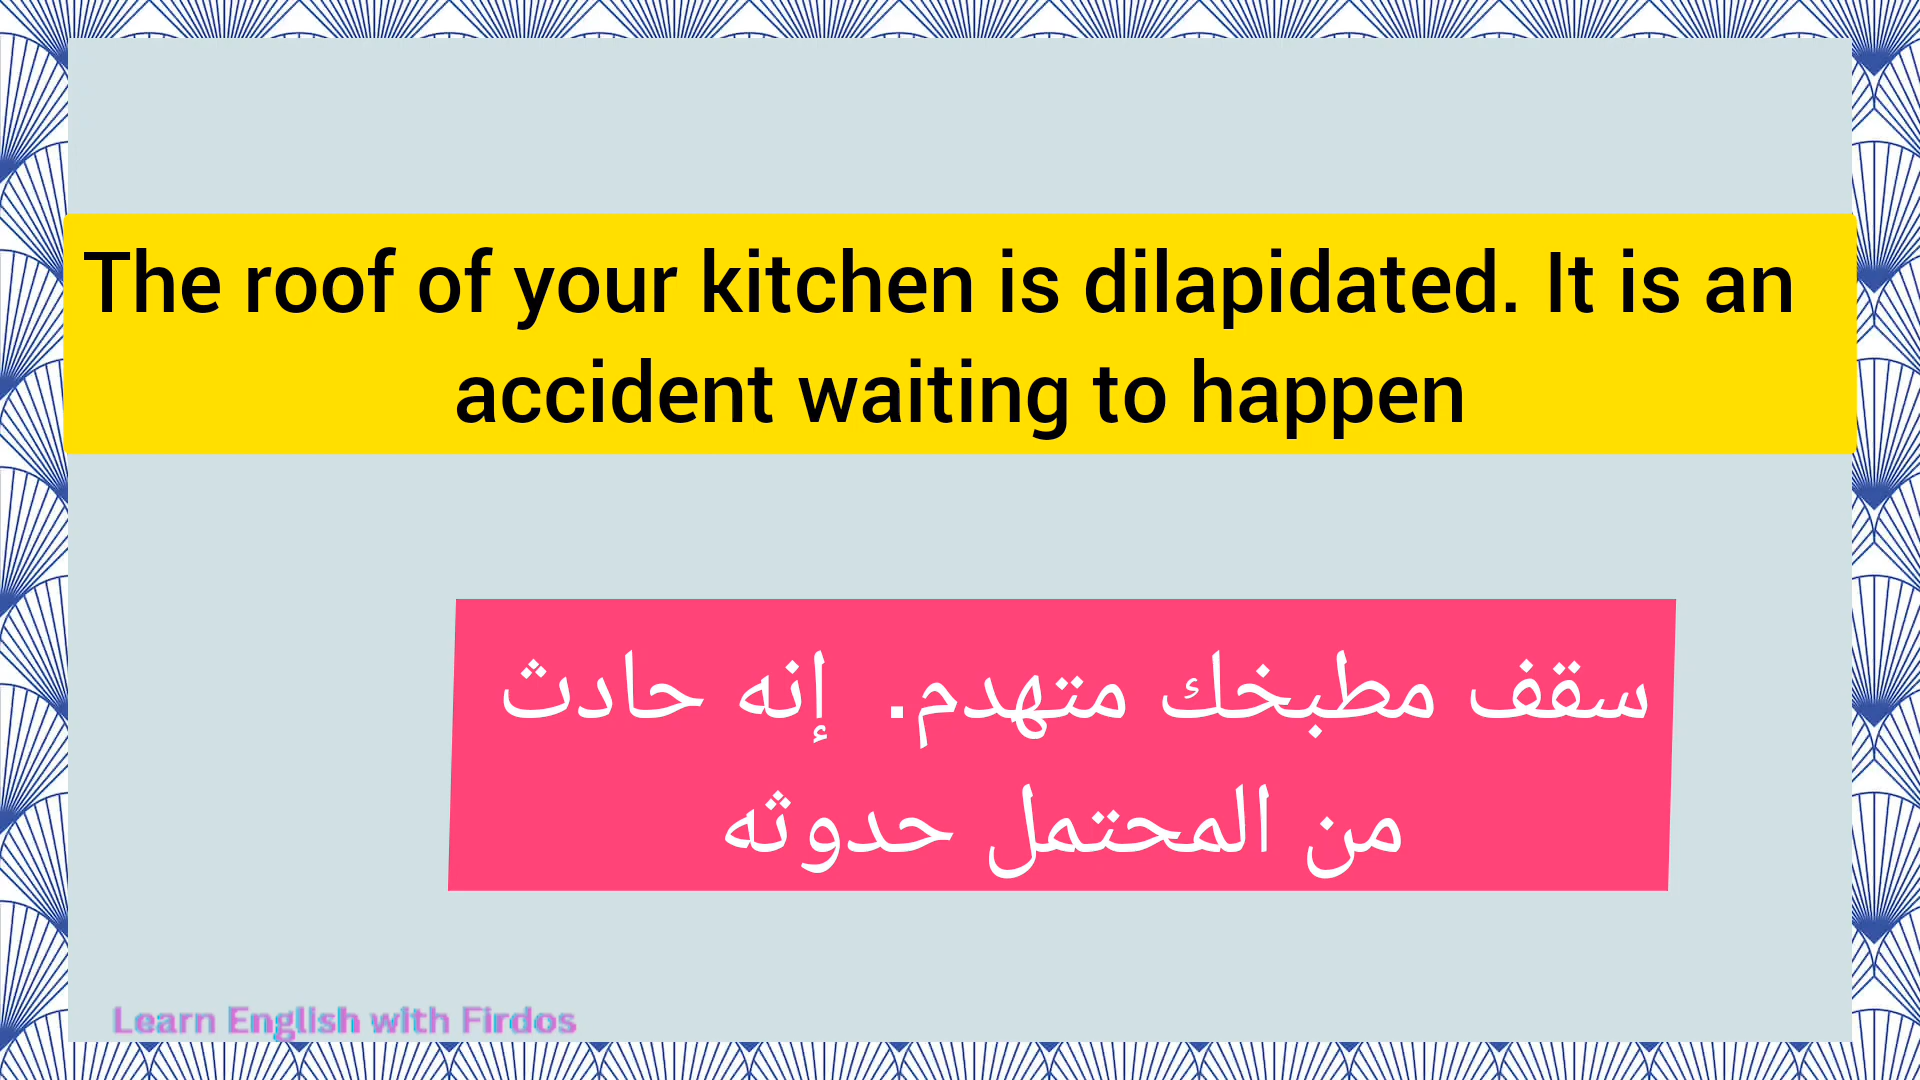 The roof of your kitchen is dilapidated. It is an
accident waiting to happen
سقف مطبخك متهدم. إنه حادث
من المحتمل حدوثه
Learn English with Firdos